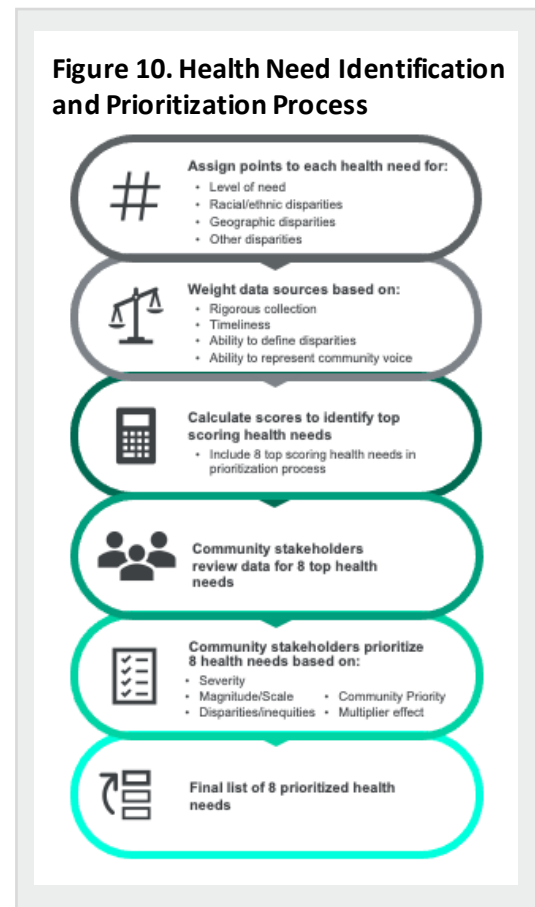 Figure 10. Health Need Identification
and Prioritization Process
Assign points to each health need for:
• Level of need
• Racial/ethnic disparities
• Geographic disparities
• Other disparities
Weight data sources based on:
• Rigorous collection
• Timeliness
• Ability to define disparities
• Ability to represent community voice
Calculate scores to identify top
scoring health needs
• Include 8 top scoring health needs in
prioritization process
Community stakeholders
review data for 8 top health
needs
Community stakeholders prioritize
8 health needs based on:
• Severity
• Magnitude/Scale • Community Priority
• Disparities/inequities • Multiplier effect
Final list of 8 prioritized health
needs